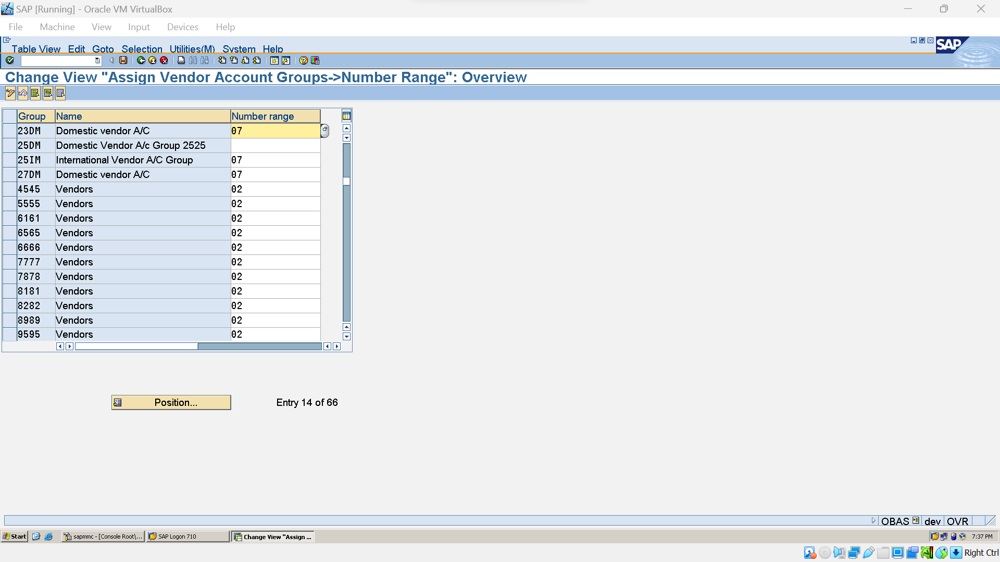 SAP [Running] - Oracle VM VirtualBox
File Machine View Input Devices Help
Table View Edit Goto Selection Utilities(M) System Help
SAP
Change View "Assign Vendor Account Groups->Number Range": Overview
Group Name Number range
23DM Domestic vendor A/C 07
25DM Domestic Vendor A/c Group 2525
25IM International Vendor A/C Group 07
27DM Domestic vendor A/C 07
4545 Vendors 02
5555 Vendors 02
6161 Vendors 02
6565 Vendors 02
6666 Vendors 02
7777 Vendors 02
7878 Vendors 02
8181 Vendors 02
8282 Vendors 02
8989 Vendors 02
9595 Vendors 02
Position... Entry 14 of 66
OBAS dev OVR
Start sapmmc - [Console Root\... SAP Logon 710 Change View "Assign ... 7:37 PM
Right Ctrl